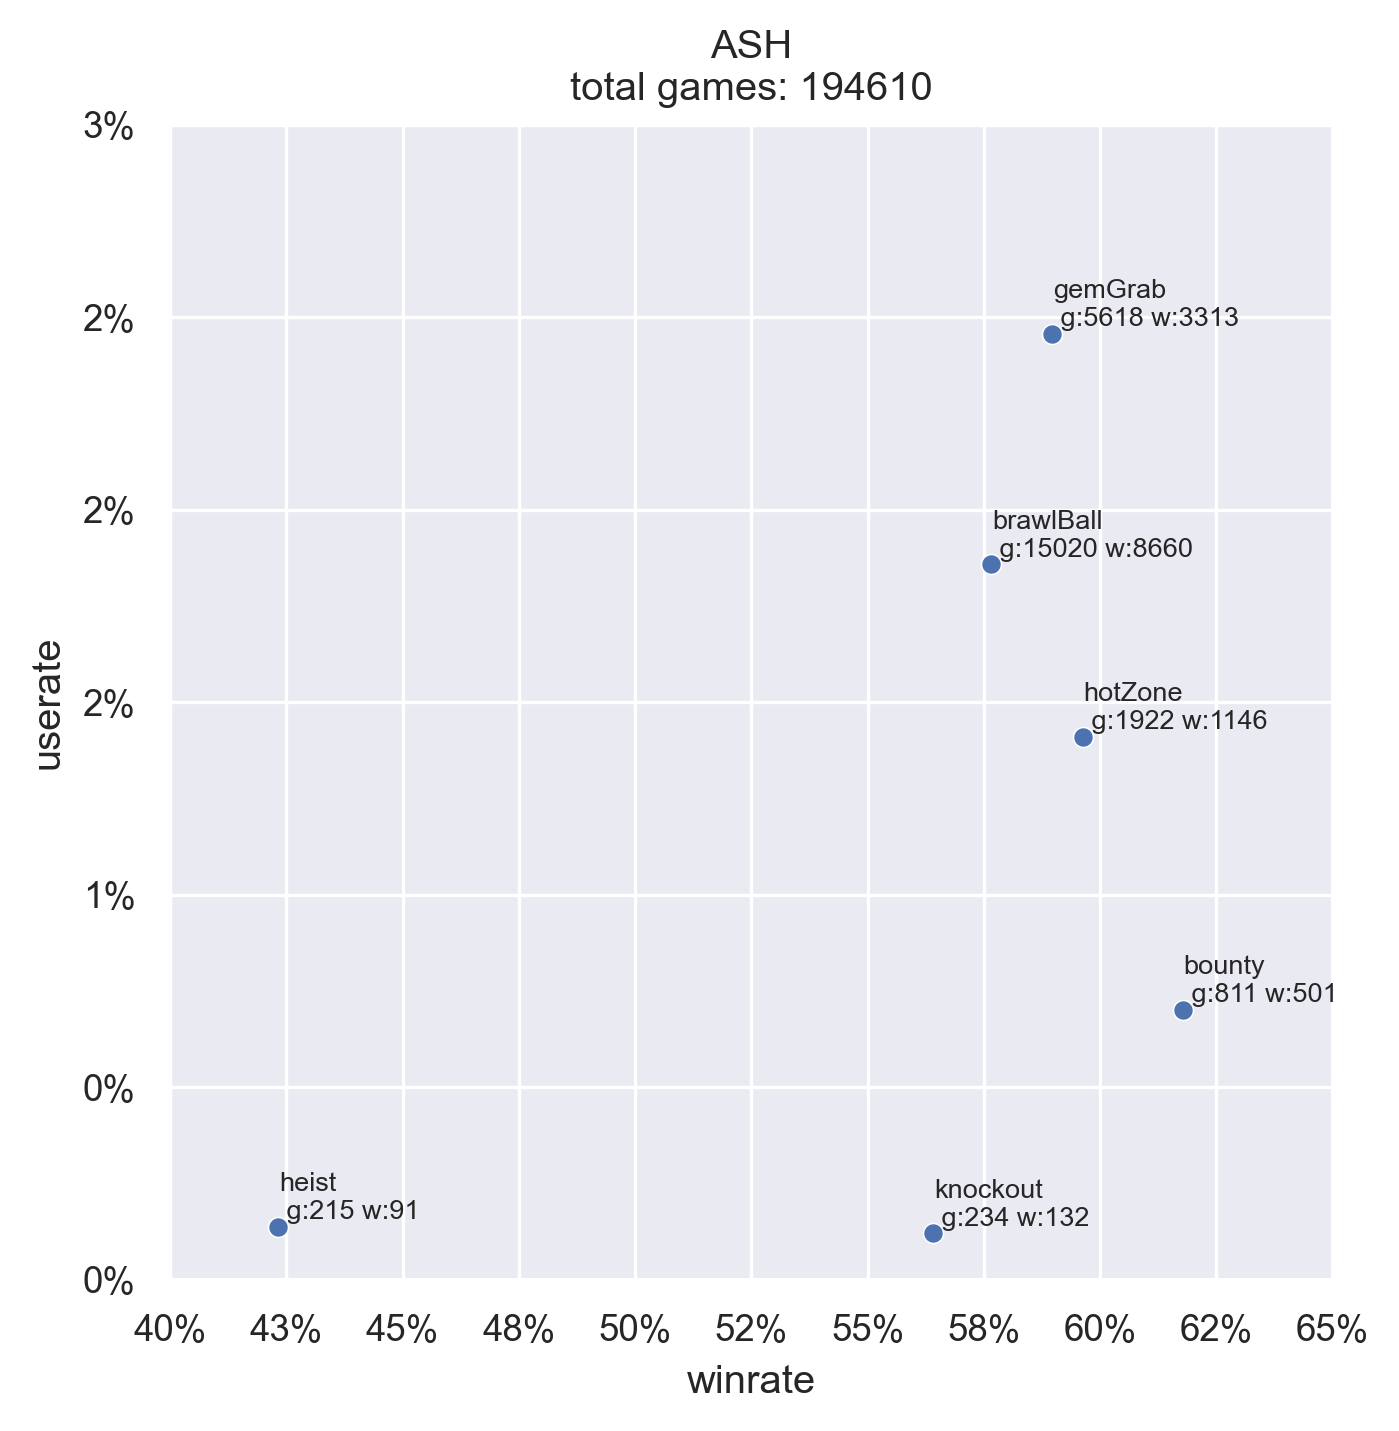 ASH
total games: 194610
3%
2%
2%
2%
1%
0%
0%
userate
gemGrab
g:5618 w:3313
brawlBall
g:15020 w:8660
hotZone
g:1922 w:1146
bounty
g:811 w:501
heist
g:215 w:91
knockout
g:234 w:132
40% 43% 45% 48% 50% 52% 55% 58% 60% 62% 65%
winrate